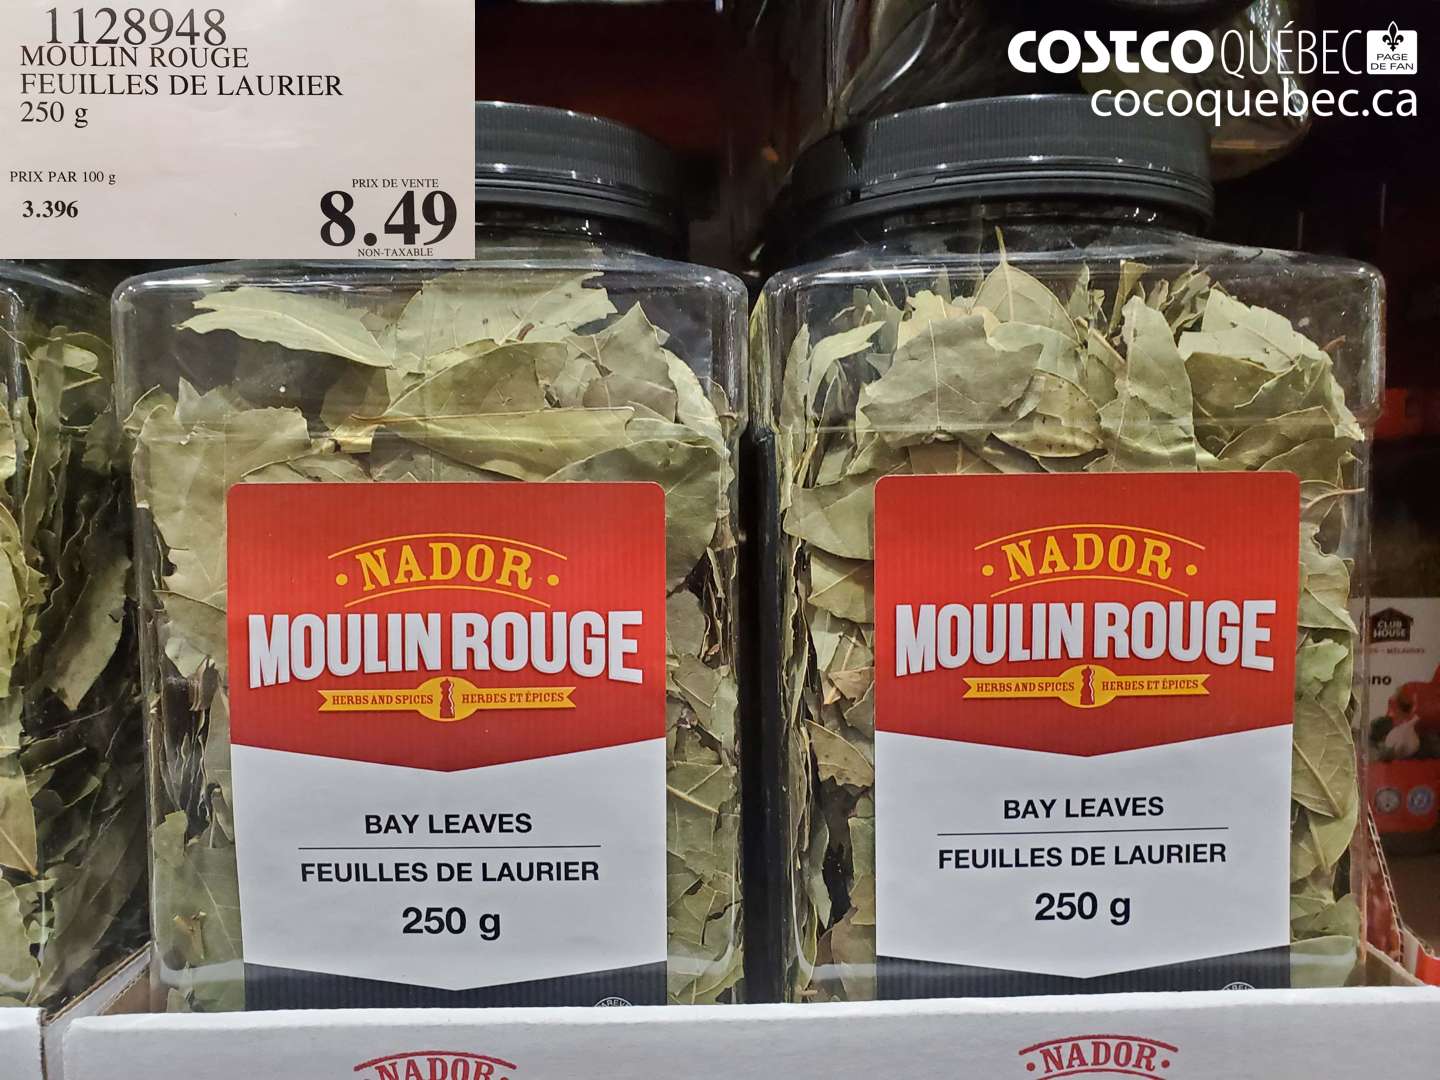 1128948
MOULIN ROUGE
FEUILLES DE LAURIER
250 g
PRIX PAR 100 g
3.396
PRIX DE VENTE
8.49
NON-TAXABLE
COSTCO QUÉBEC
PAGE
DE FAN
cocoquebec.ca
NADOR
MOULIN ROUGE
HERBS AND SPICES HERBES ET ÉPICES
BAY LEAVES
FEUILLES DE LAURIER
250 g
NADOR
MOULIN ROUGE
HERBS AND SPICES HERBES ET ÉPICES
BAY LEAVES
FEUILLES DE LAURIER
250 g
CLUB
HOUSE
NADOR
NADOR